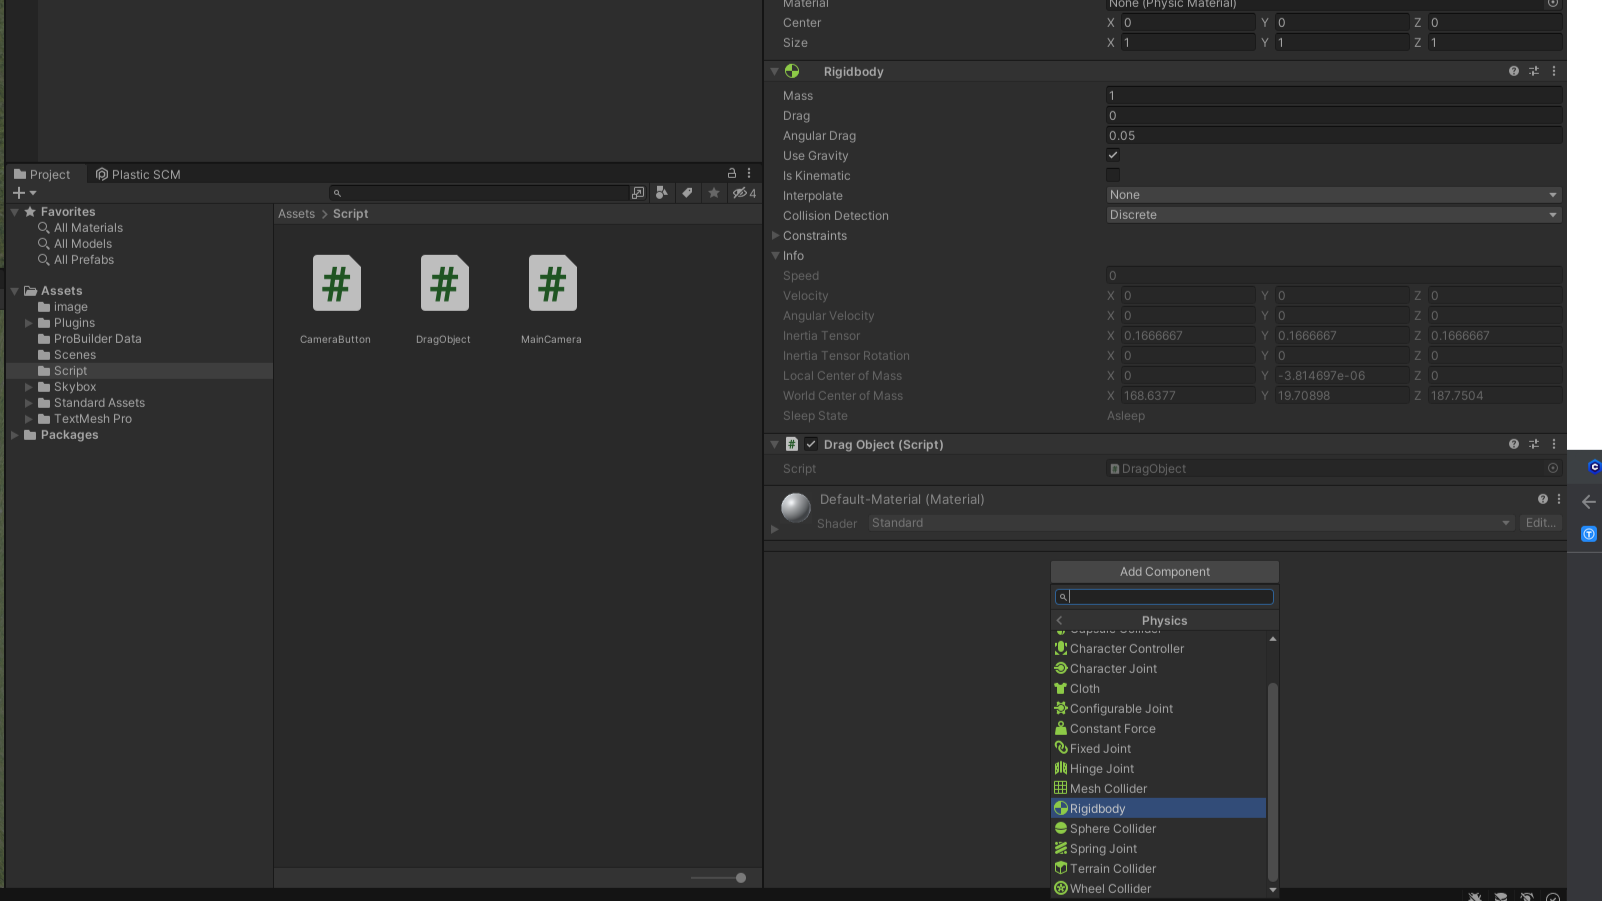 Material None (Physic Material)
Center X 0 Y 0 Z 0
Size X 1 Y 1 Z 1
Rigidbody
Mass 1
Drag 0
Angular Drag 0.05
Use Gravity
Is Kinematic
Interpolate None
Collision Detection Discrete
Constraints
Info
Speed 0
Velocity X 0 Y 0 Z 0
Angular Velocity X 0 Y 0 Z 0
Inertia Tensor X 0.1666667 Y 0.1666667 Z 0.1666667
Inertia Tensor Rotation X 0 Y 0 Z 0
Local Center of Mass X 0 Y -3.814697e-06 Z 0
World Center of Mass X 168.6377 Y 19.70898 Z 187.7504
Sleep State Asleep
Drag Object (Script)
Script DragObject
Default-Material (Material)
Shader Standard Edit...
Add Component
Physics
Capsule Collider
Character Controller
Character Joint
Cloth
Configurable Joint
Constant Force
Fixed Joint
Hinge Joint
Mesh Collider
Rigidbody
Sphere Collider
Spring Joint
Terrain Collider
Wheel Collider
Project Plastic SCM
4
Favorites
All Materials
All Models
All Prefabs
Assets
image
Plugins
ProBuilder Data
Scenes
Script
Skybox
Standard Assets
TextMesh Pro
Packages
Assets > Script
CameraButton DragObject MainCamera